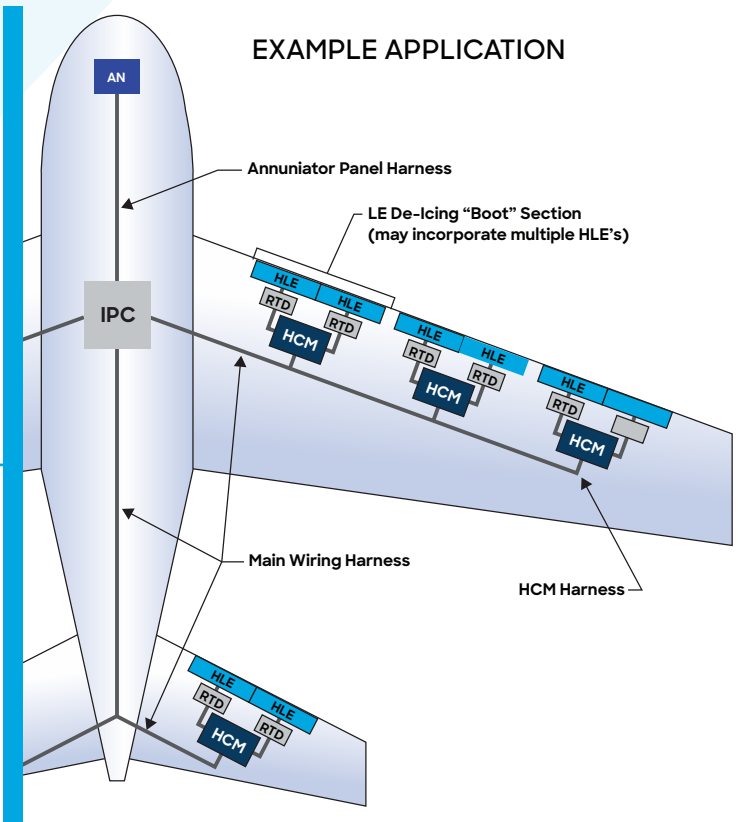 EXAMPLE APPLICATION
AN
Annuniator Panel Harness
LE De-Icing “Boot” Section
(may incorporate multiple HLE’s)
IPC
HLE
HLE
RTD
RTD
HCM
HLE
HLE
RTD
RTD
HCM
HLE
RTD
HCM
Main Wiring Harness
HCM Harness
HLE
HLE
RTD
RTD
HCM